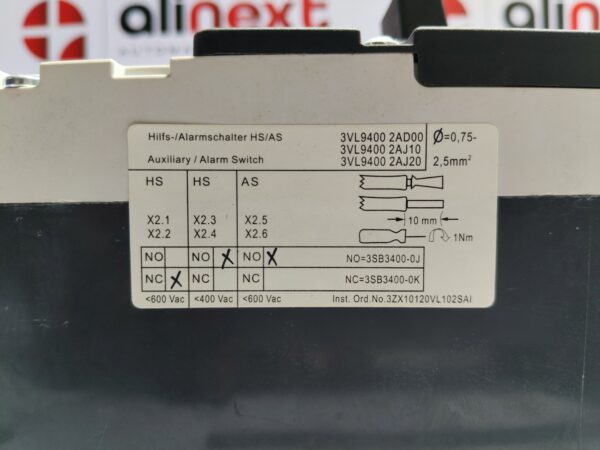 alinext
AUTOMA
alinext
Hilfs-/Alarmschalter HS/AS 3VL9400 2AD00 Ø=0,75-
3VL9400 2AJ10
Auxiliary / Alarm Switch 3VL9400 2AJ20 2,5mm²
HS HS AS
X2.1 X2.3 X2.5
X2.2 X2.4 X2.6
10 mm
1Nm
NO NO X NO X NO=3SB3400-0J
NC X NC NC NC=3SB3400-0K
<600 Vac <400 Vac <600 Vac Inst. Ord.No.3ZX10120VL102SAI